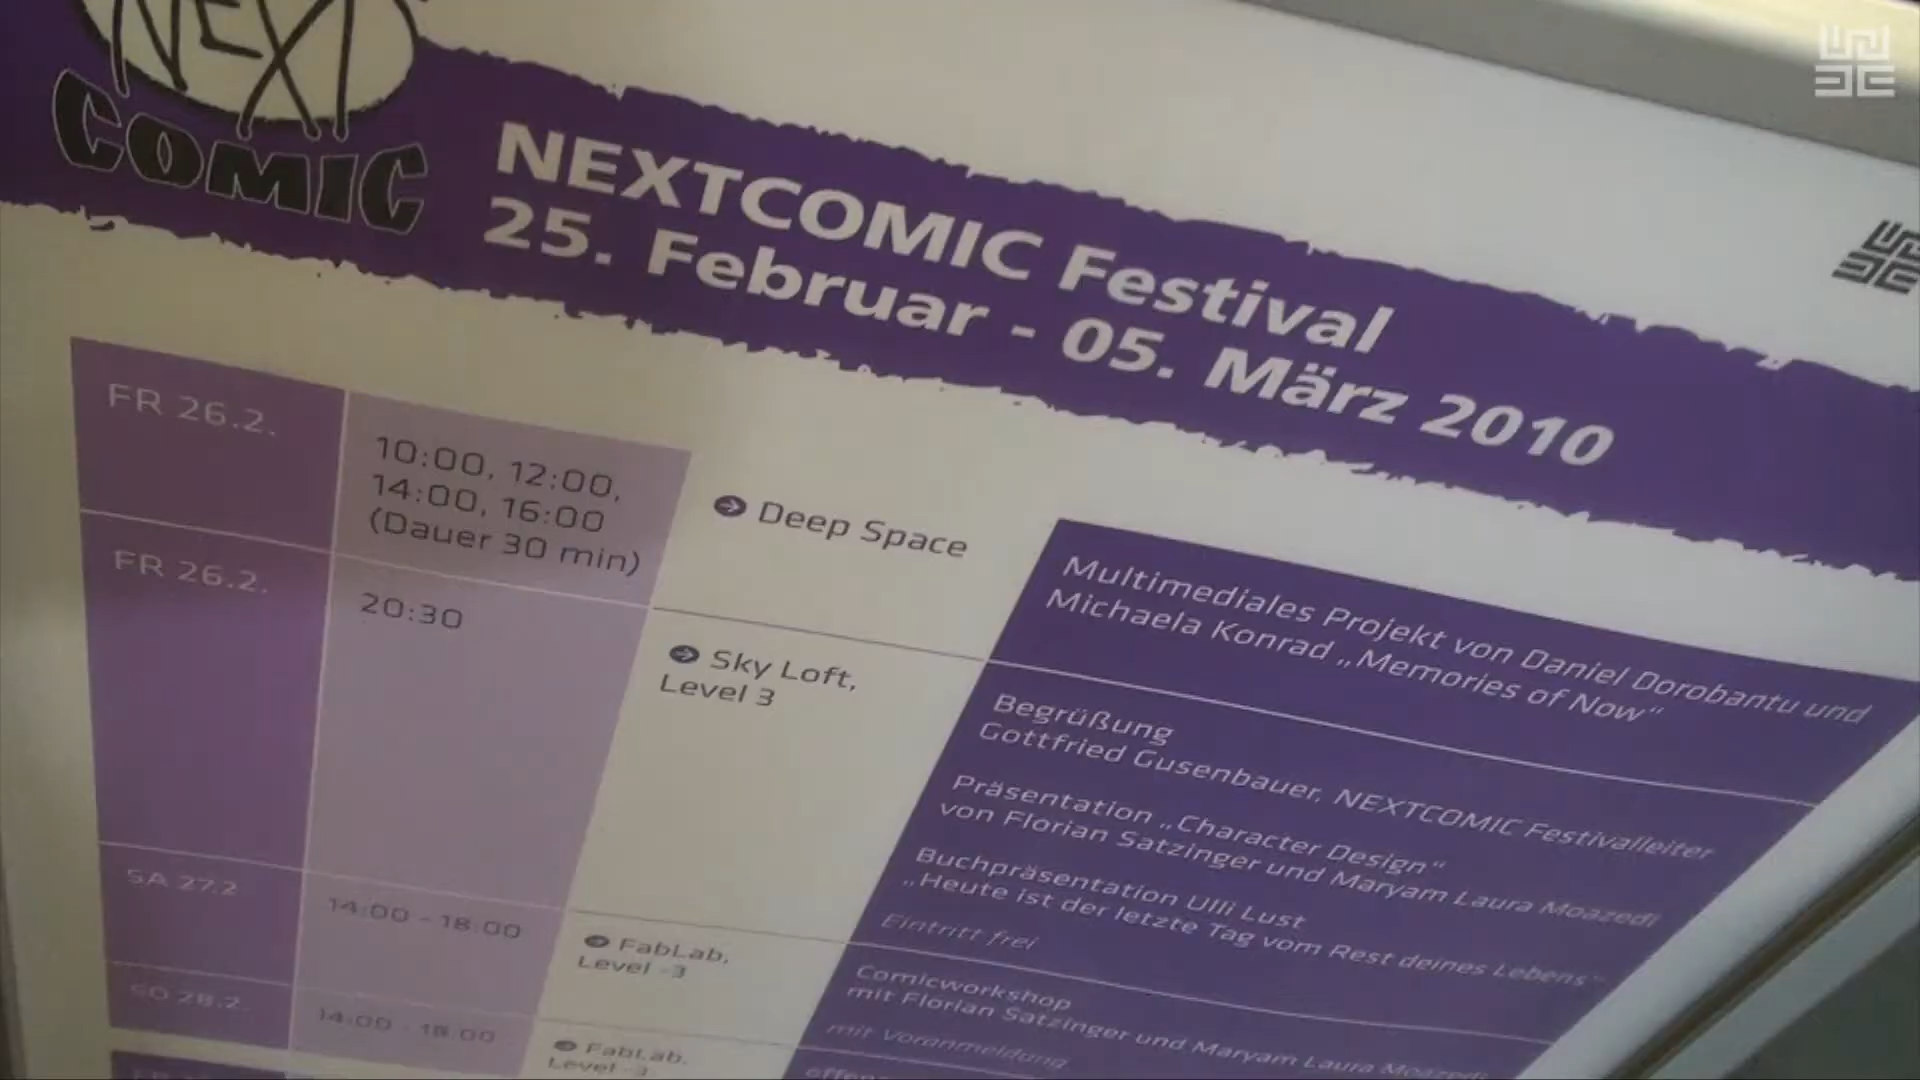 NEXT
COMIC
NEXTCOMIC Festival
25. Februar - 05. März 2010
FR 26.2.
10:00, 12:00,
14:00, 16:00
(Dauer 30 min)
Deep Space
Multimediales Projekt von Daniel Dorobantu und
Michaela Konrad „Memories of Now“
FR 26.2.
20:30
Sky Loft,
Level 3
Begrüßung
Gottfried Gusenbauer, NEXTCOMIC Festivalleiter
Präsentation „Character Design“
von Florian Satzinger und Maryam Laura Moazedi
Buchpräsentation Ulli Lust
„Heute ist der letzte Tag vom Rest deines Lebens“
Eintritt frei
SA 27.2
14:00 - 18:00
FabLab,
Level -3
Comicworkshop
mit Florian Satzinger und Maryam Laura Moazedi
mit Voranmeldung
SO 28.2.
14:00 - 18:00
FabLab,
Level -3